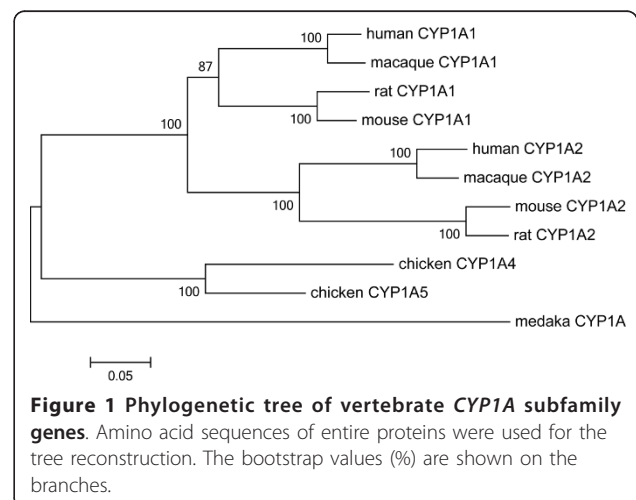 100
human CYP1A1
macaque CYP1A1
87
rat CYP1A1
100
mouse CYP1A1
100
human CYP1A2
100
macaque CYP1A2
100
mouse CYP1A2
100
rat CYP1A2
chicken CYP1A4
100
chicken CYP1A5
medaka CYP1A
0.05
Figure 1 Phylogenetic tree of vertebrate CYP1A subfamily
genes. Amino acid sequences of entire proteins were used for the
tree reconstruction. The bootstrap values (%) are shown on the
branches.